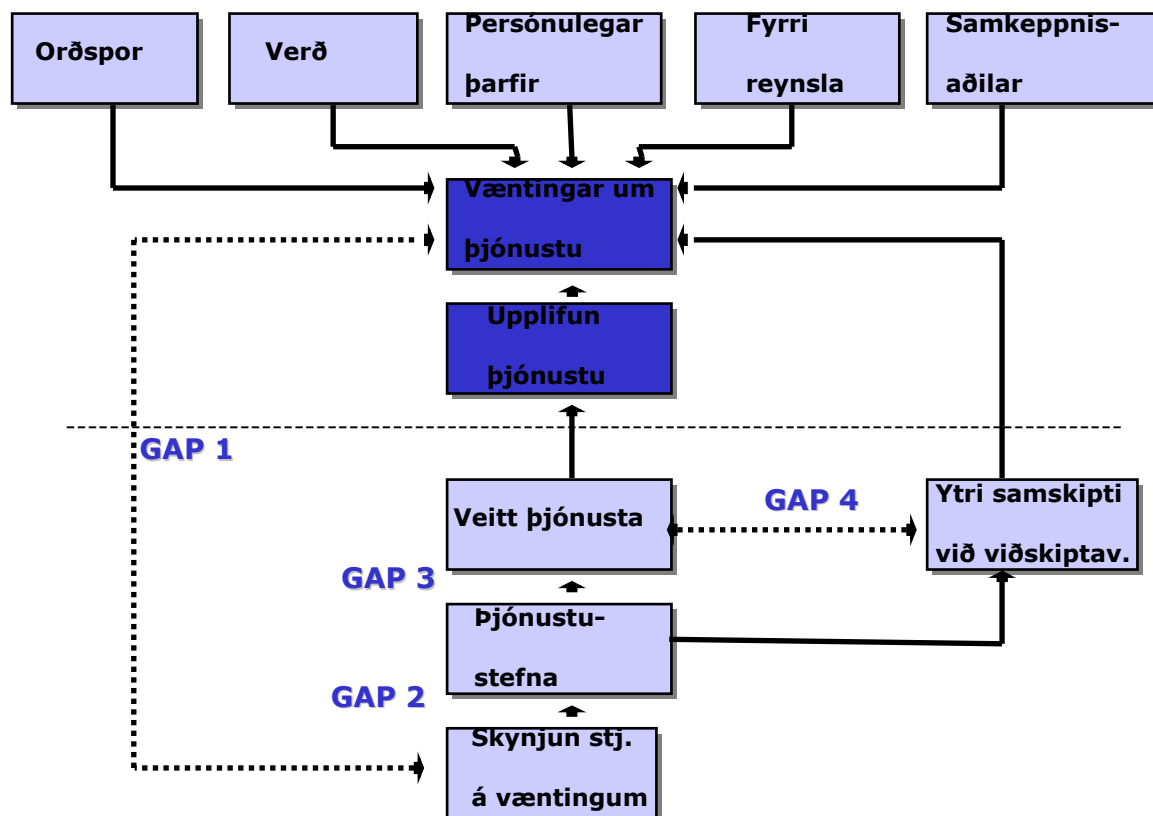 Orðspor
Verð
Persónulegar
þarfir
Fyrri
reynsla
Samkeppnis-
aðilar
Væntingar um
þjónustu
Upplifun
þjónustu
GAP 1
Veitt þjónusta
GAP 4
Ytri samskipti
við viðskiptav.
GAP 3
Þjónustu-
stefna
GAP 2
Skynjun stj.
á væntingum